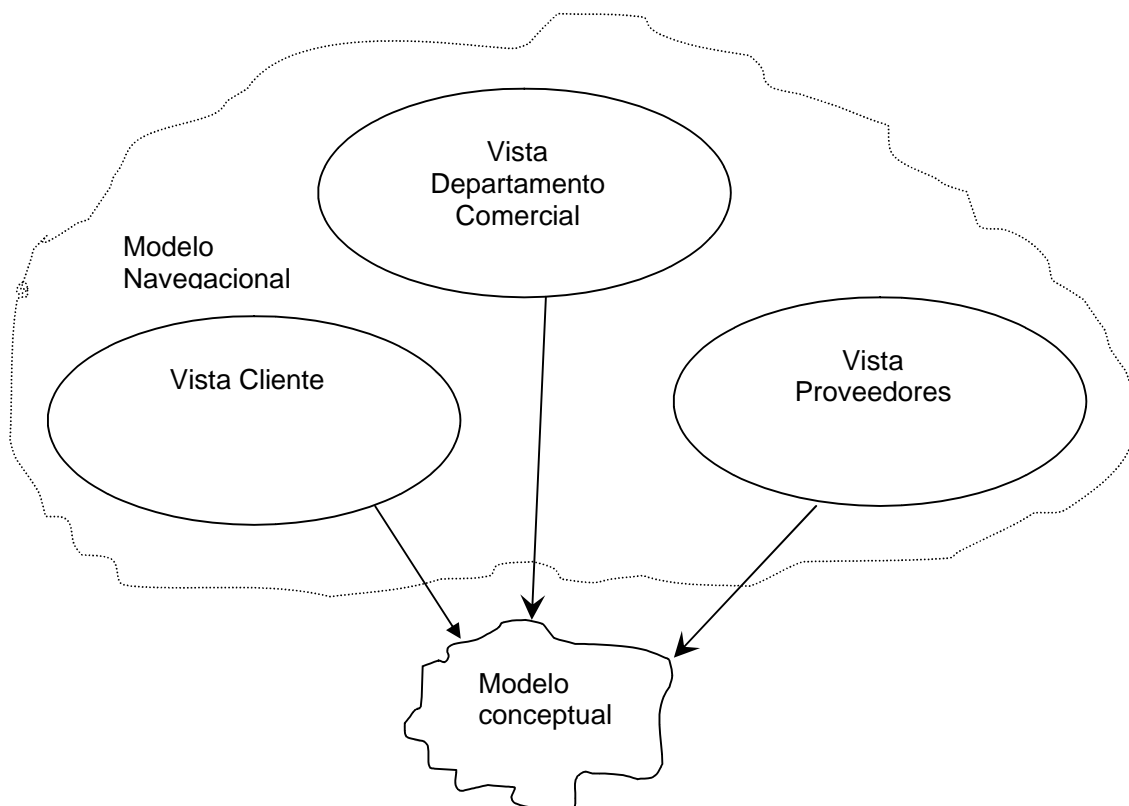 Vista
Departamento
Comercial
Modelo
Navegacional
Vista Cliente
Vista
Proveedores
Modelo
conceptual